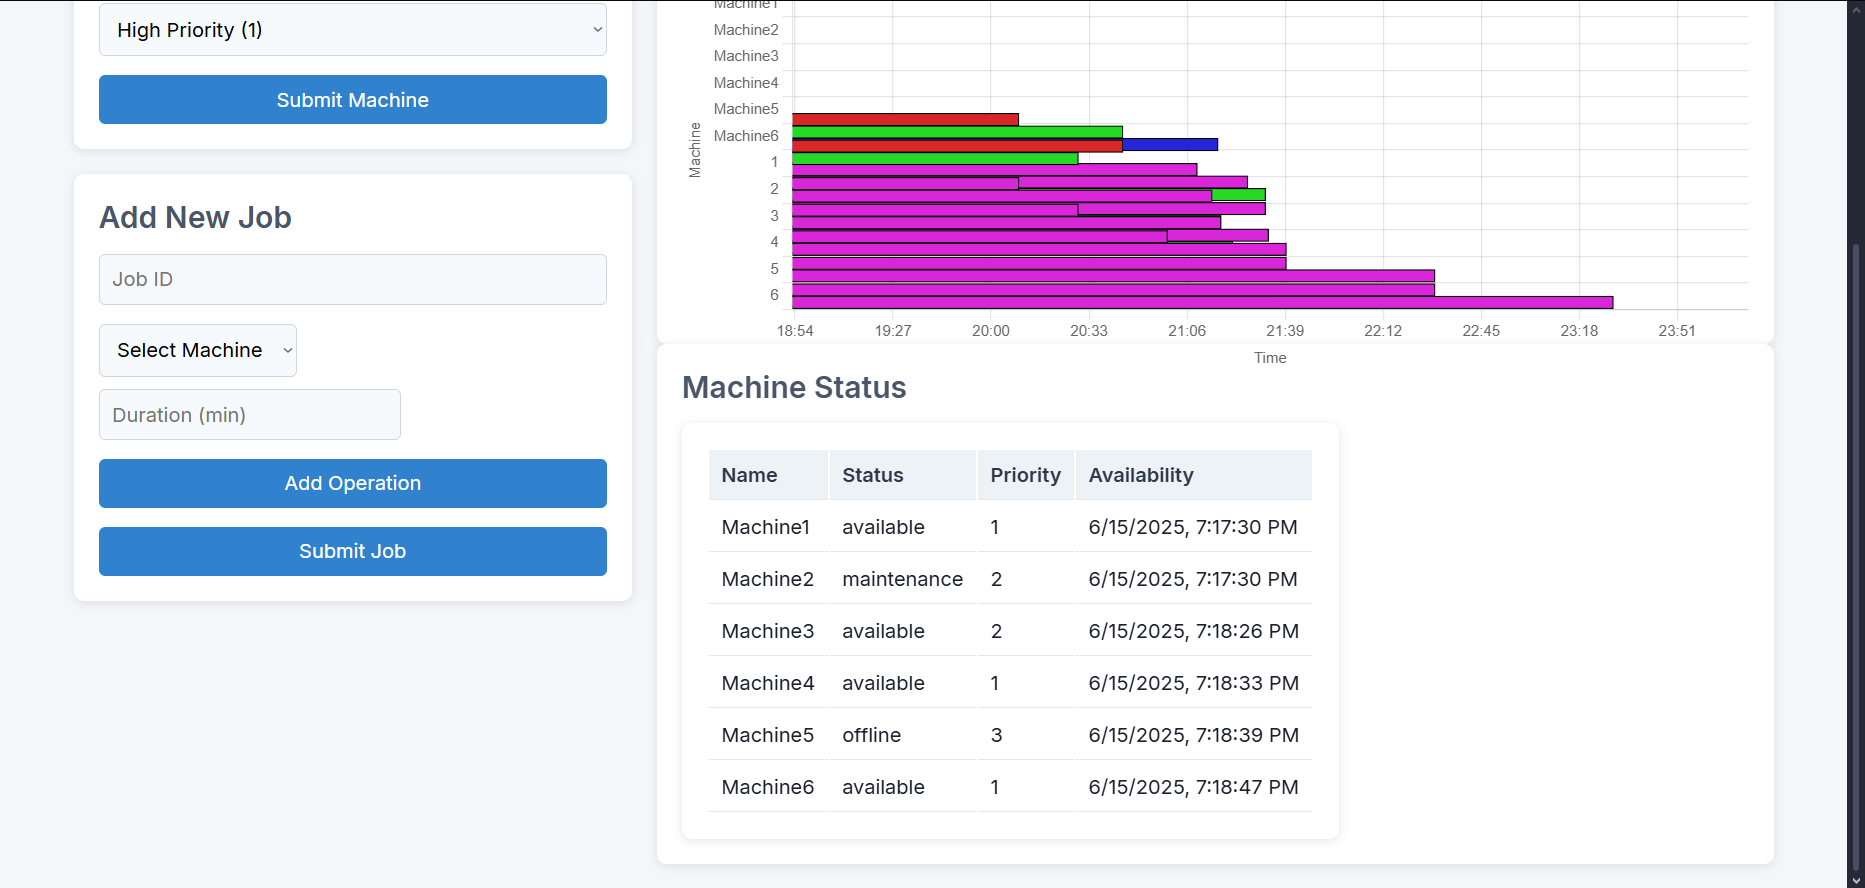 High Priority (1)
Submit Machine
Add New Job
Job ID
Select Machine
Duration (min)
Add Operation
Submit Job
Machine
Machine1
Machine2
Machine3
Machine4
Machine5
Machine6
1
2
3
4
5
6
18:54 19:27 20:00 20:33 21:06 21:39 22:12 22:45 23:18 23:51
Time
Machine Status
Name Status Priority Availability
Machine1 available 1 6/15/2025, 7:17:30 PM
Machine2 maintenance 2 6/15/2025, 7:17:30 PM
Machine3 available 2 6/15/2025, 7:18:26 PM
Machine4 available 1 6/15/2025, 7:18:33 PM
Machine5 offline 3 6/15/2025, 7:18:39 PM
Machine6 available 1 6/15/2025, 7:18:47 PM